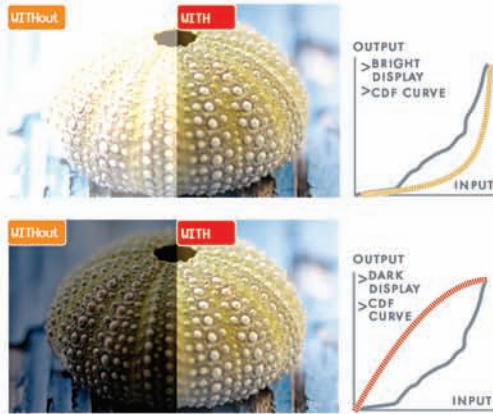 WITHout
WITH
OUTPUT
>BRIGHT
DISPLAY
>CDF CURVE
INPUT
WITHout
WITH
OUTPUT
>DARK
DISPLAY
>CDF
CURVE
INPUT